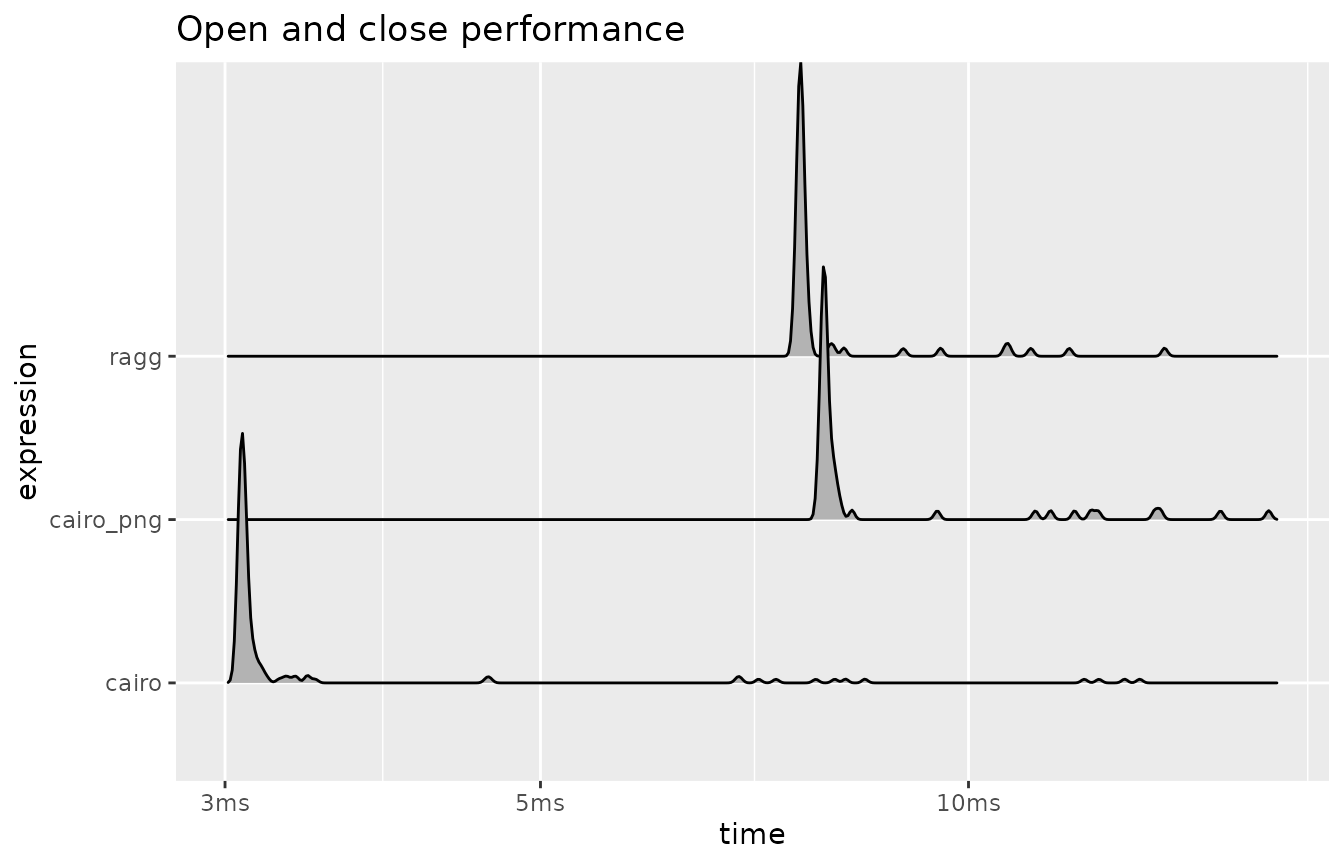 Open and close performance
expression
ragg
cairo_png
cairo
3ms
5ms
10ms
time